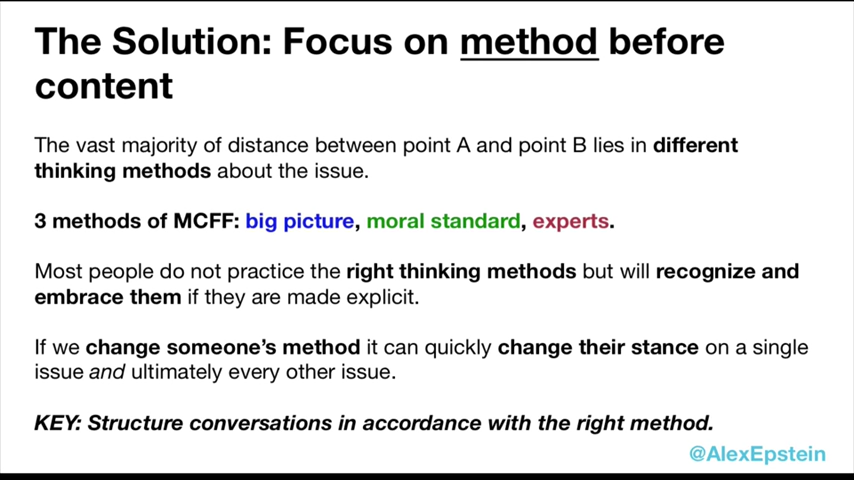 The Solution: Focus on method before
content
The vast majority of distance between point A and point B lies in different
thinking methods about the issue.
3 methods of MCFF: big picture, moral standard, experts.
Most people do not practice the right thinking methods but will recognize and
embrace them if they are made explicit.
If we change someone’s method it can quickly change their stance on a single
issue and ultimately every other issue.
KEY: Structure conversations in accordance with the right method.
@AlexEpstein